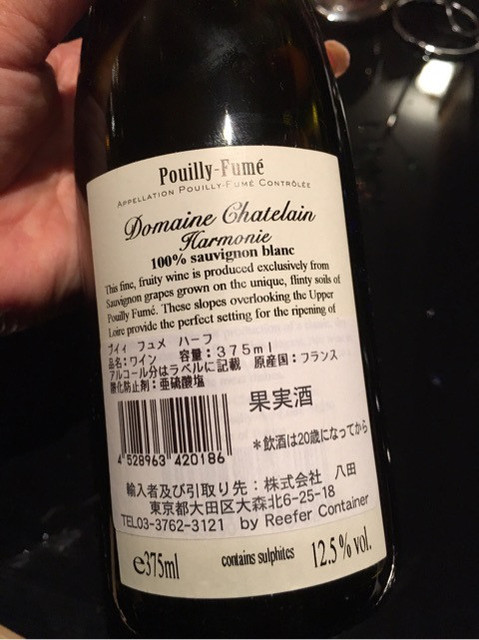 Pouilly-Fumé
APPELLATION POUILLY-FUMÉ CONTRÔLÉE
Domaine Chatelain
Harmonie
100% sauvignon blanc
This fine, fruity wine is produced exclusively from
Sauvignon grapes grown on the unique, flinty soils of
Pouilly Fumé. These slopes overlooking the Upper
Loire provide the perfect setting for the ripening of
プイィ フュメ ハーフ
品名:ワイン 容量:375ml
アルコール分はラベルに記載 原産国:フランス
酸化防止剤:亜硫酸塩
果実酒
4 528963 420186
*飲酒は20歳になってから
輸入者及び引取り先:株式会社 八田
東京都大田区大森北6-25-18
TEL03-3762-3121 by Reefer Container
e375ml contains sulphites 12.5% vol.